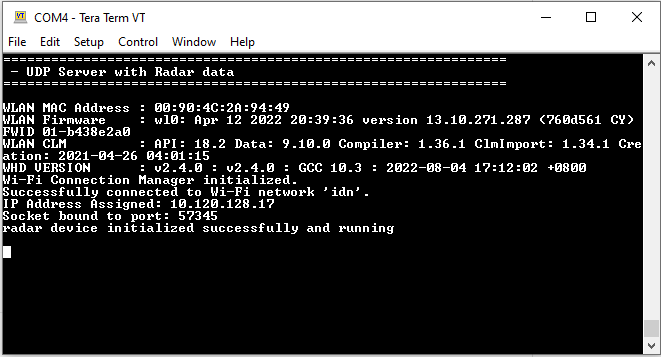 COM4 - Tera Term VT
File Edit Setup Control Window Help
===========================================================
- UDP Server with Radar data
===========================================================
WLAN MAC Address : 00:90:4C:2A:94:49
WLAN Firmware : wl0: Apr 12 2022 20:39:36 version 13.10.271.287 (760d561 CY)
FWID 01-b438e2a0
WLAN CLM : API: 18.2 Data: 9.10.0 Compiler: 1.36.1 ClmImport: 1.34.1 Cre
ation: 2021-04-26 04:01:15
WHD VERSION : v2.4.0 : v2.4.0 : GCC 10.3 : 2022-08-04 17:12:02 +0800
Wi-Fi Connection Manager initialized.
Successfully connected to Wi-Fi network 'idn'.
IP Address Assigned: 10.120.128.17
Socket bound to port: 57345
radar device initialized successfully and running